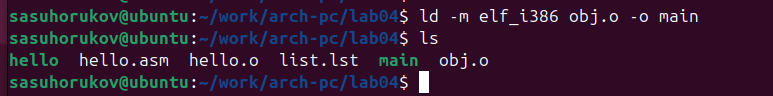 sasuhorukov@ubuntu:~/work/arch-pc/lab04$ ld -m elf_i386 obj.o -o main
sasuhorukov@ubuntu:~/work/arch-pc/lab04$ ls
hello  hello.asm  hello.o  list.lst  main  obj.o
sasuhorukov@ubuntu:~/work/arch-pc/lab04$